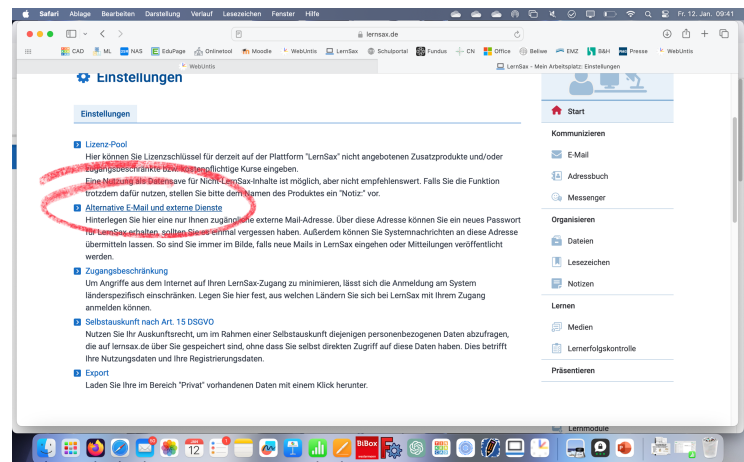 Safari Ablage Bearbeiten Darstellung Verlauf Lesezeichen Fenster Hilfe Fr. 12. Jan. 09:41
lernsax.de
CAD ML NAS EduPage Onlinetool Moodle WebUntis LernSax Schulportal Fundus CN Office Beliwe EMZ B&H Presse WebUntis
WebUntis LernSax - Mein Arbeitsplatz: Einstellungen
Einstellungen
Einstellungen
Lizenz-Pool
Hier können Sie Lizenzschlüssel für derzeit auf der Plattform "LernSax" nicht angebotenen Zusatzprodukte und/oder
zugangsbeschränkte bzw. kostenpflichtige Kurse eingeben.
Eine Nutzung als Datensave für Nicht-LernSax-Inhalte ist möglich, aber nicht empfehlenswert. Falls Sie die Funktion
trotzdem dafür nutzen, stellen Sie bitte dem Namen des Produktes ein "Notiz:" vor.
Alternative E-Mail und externe Dienste
Hinterlegen Sie hier eine nur Ihnen zugängliche externe Mail-Adresse. Über diese Adresse können Sie ein neues Passwort
für LernSax erhalten, sollten Sie es einmal vergessen haben. Außerdem können Sie Systemnachrichten an diese Adresse
übermitteln lassen. So sind Sie immer im Bilde, falls neue Mails in LernSax eingehen oder Mitteilungen veröffentlicht
werden.
Zugangsbeschränkung
Um Angriffe aus dem Internet auf Ihren LernSax-Zugang zu minimieren, lässt sich die Anmeldung am System
länderspezifisch einschränken. Legen Sie hier fest, aus welchen Ländern Sie sich bei LernSax mit Ihrem Zugang
anmelden können.
Selbstauskunft nach Art. 15 DSGVO
Nutzen Sie Ihr Auskunftsrecht, um im Rahmen einer Selbstauskunft diejenigen personenbezogenen Daten abzufragen,
die auf lernsax.de über Sie gespeichert sind, ohne dass Sie selbst direkten Zugriff auf diese Daten haben. Dies betrifft
Ihre Nutzungsdaten und Ihre Registrierungsdaten.
Export
Laden Sie Ihre im Bereich "Privat" vorhandenen Daten mit einem Klick herunter.
Start
Kommunizieren
E-Mail
Adressbuch
Messenger
Organisieren
Dateien
Lesezeichen
Notizen
Lernen
Medien
Lernerfolgskontrolle
Präsentieren
Lernmodule
12
BiBox